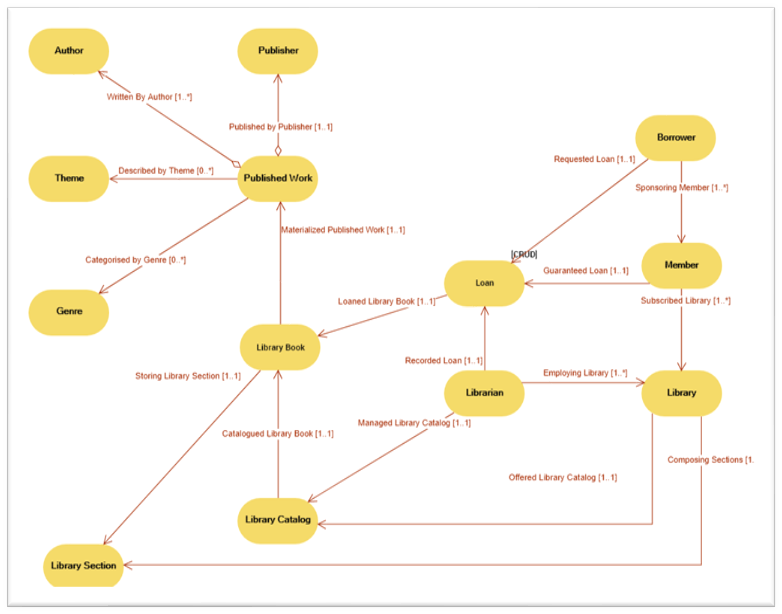 Author
Publisher
Written By Author [1..*]
Published by Publisher [1..1]
Borrower
Requested Loan [1..1]
Described by Theme [0..*]
Theme
Published Work
Sponsoring Member [1..*]
Materialized Published Work [1..1]
[CRUD]
Categorised by Genre [0..*]
Member
Guaranteed Loan [1..1]
Loan
Loaned Library Book [1..1]
Subscribed Library [1..*]
Genre
Library Book
Recorded Loan [1..1]
Storing Library Section [1..1]
Employing Library [1..*]
Librarian
Library
Managed Library Catalog [1..1]
Catalogued Library Book [1..1]
Composing Sections [1.
Offered Library Catalog [1..1]
Library Catalog
Library Section